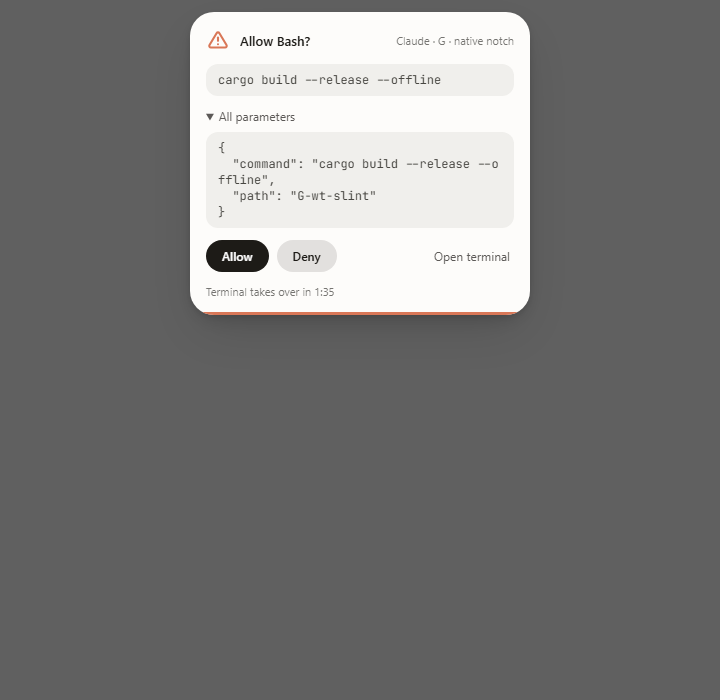 Allow Bash?
Claude · G · native notch
cargo build --release --offline
▼ All parameters
{
  "command": "cargo build --release --o
ffline",
  "path": "G-wt-slint"
}
Allow
Deny
Open terminal
Terminal takes over in 1:35